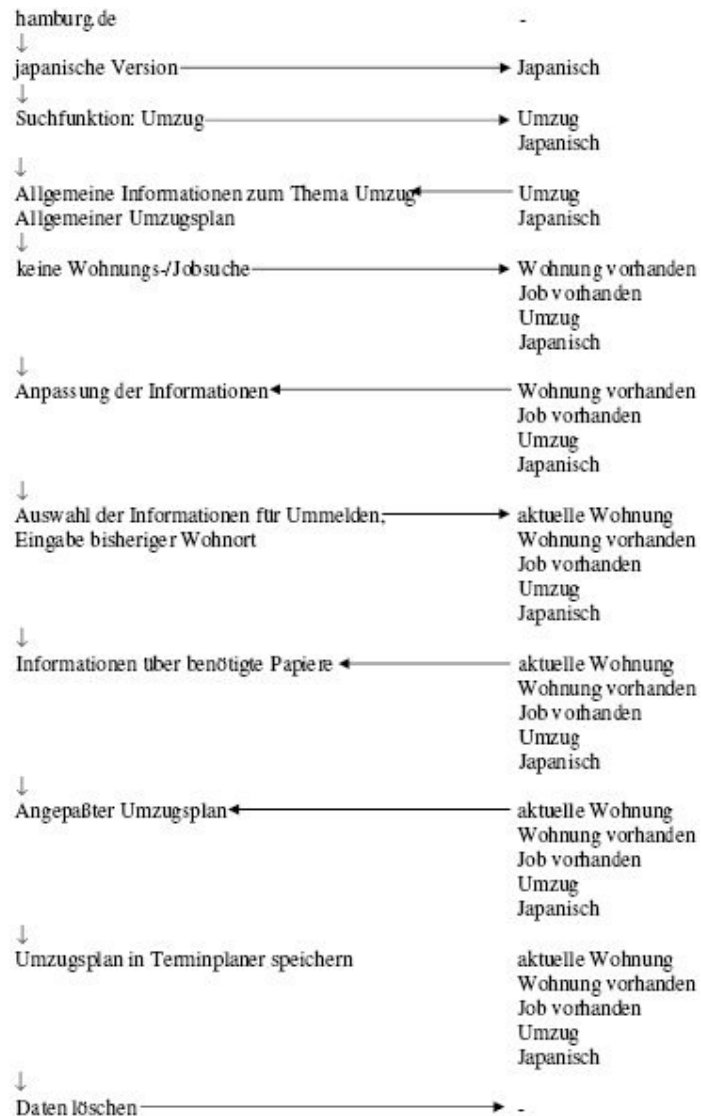 hamburg.de -
↓
japanische Version → Japanisch
↓
Suchfunktion: Umzug → Umzug
Japanisch
↓
Allgemeine Informationen zum Thema Umzug ← Umzug
Allgemeiner Umzugsplan Japanisch
↓
keine Wohnungs-/Jobsuche → Wohnung vorhanden
Job vorhanden
Umzug
Japanisch
↓
Anpassung der Informationen ← Wohnung vorhanden
Job vorhanden
Umzug
Japanisch
↓
Auswahl der Informationen für Ummelden, → aktuelle Wohnung
Eingabe bisheriger Wohnort Wohnung vorhanden
Job vorhanden
Umzug
Japanisch
↓
Informationen über benötigte Papiere ← aktuelle Wohnung
Wohnung vorhanden
Job vorhanden
Umzug
Japanisch
↓
Angepaßter Umzugsplan ← aktuelle Wohnung
Wohnung vorhanden
Job vorhanden
Umzug
Japanisch
↓
Umzugsplan in Terminplaner speichern aktuelle Wohnung
Wohnung vorhanden
Job vorhanden
Umzug
Japanisch
↓
Daten löschen → -